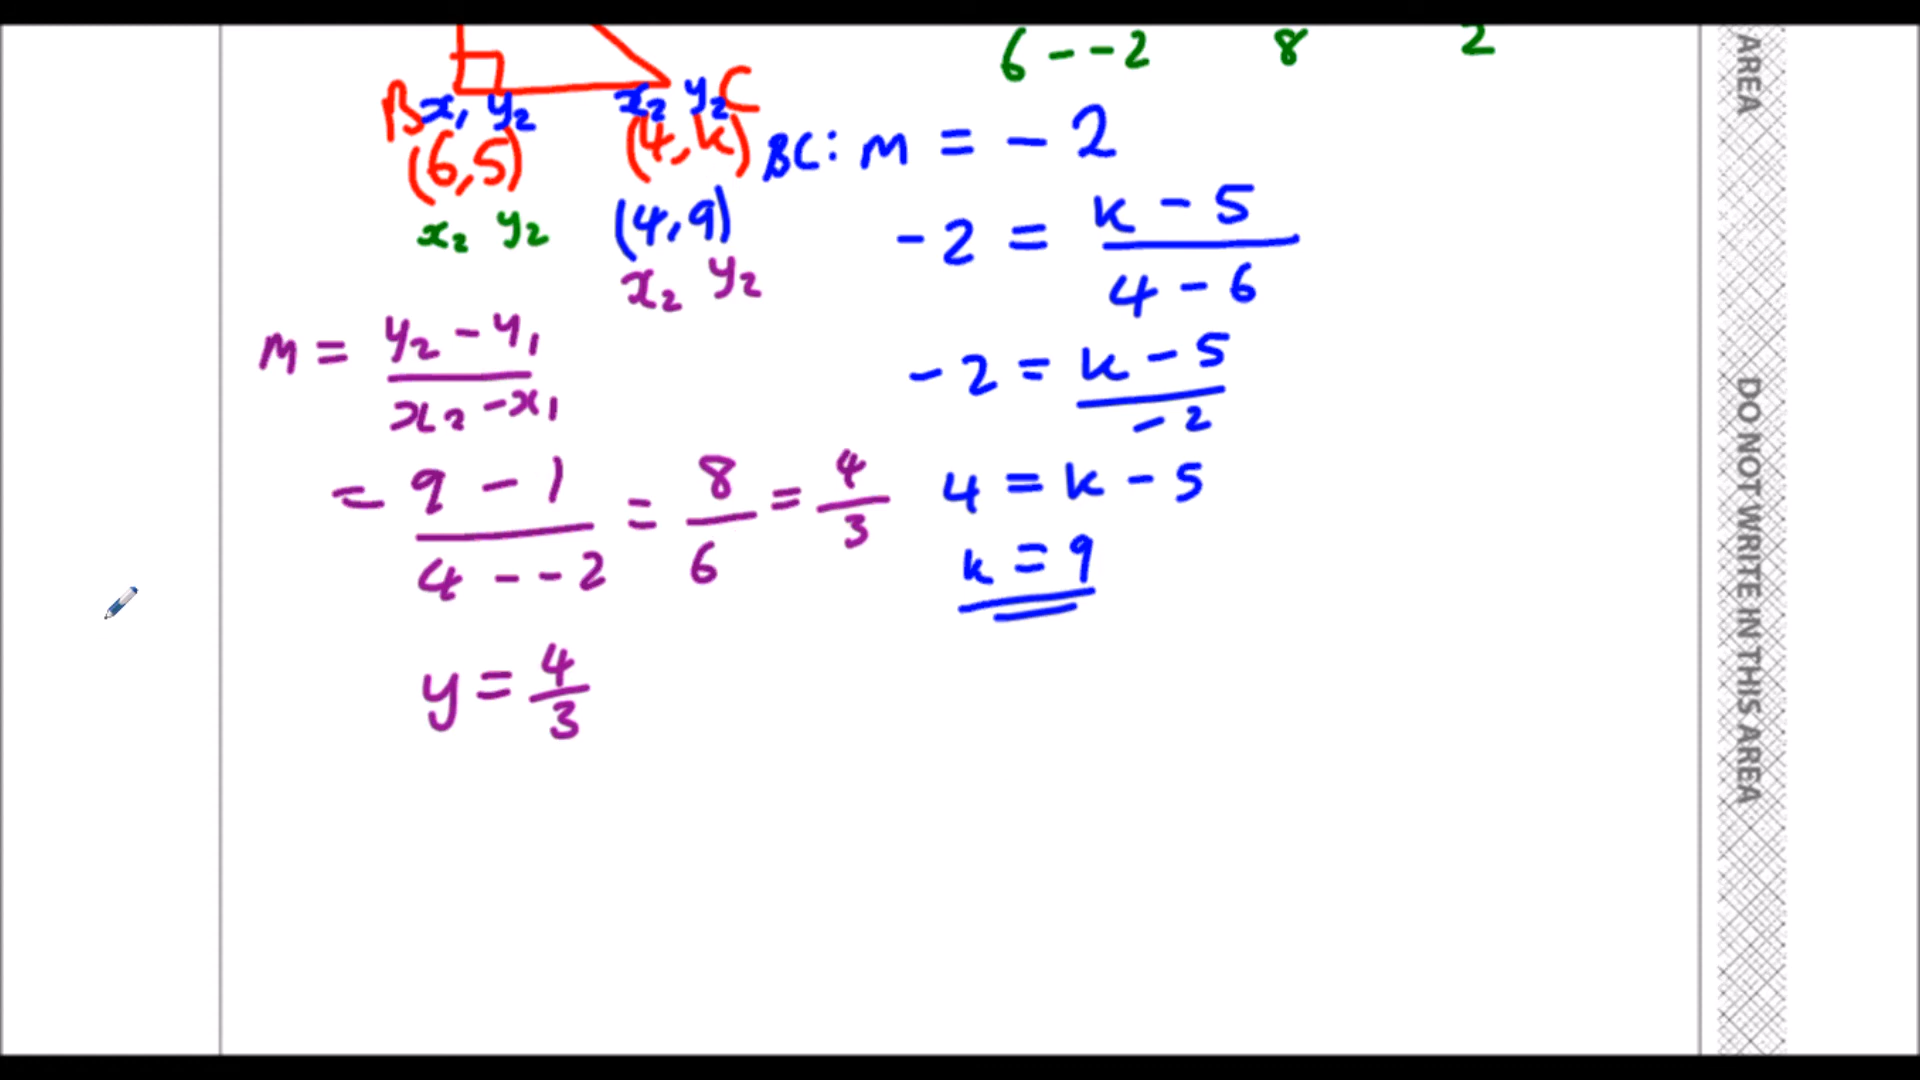 6 - - 2 8 2
B x, y₂ x₂ y₂ C
(6,5) (4,k) BC: m = - 2
x₂ y₂ (4,9) -2 = k - 5 / 4 - 6
x₂ y₂
m = y₂ - y₁ / x₂ - x₁ -2 = k - 5 / -2
= 9 - 1 / 4 - - 2 = 8 / 6 = 4 / 3 4 = k - 5
k = 9
y = 4 / 3
AREA
DO NOT WRITE IN THIS AREA